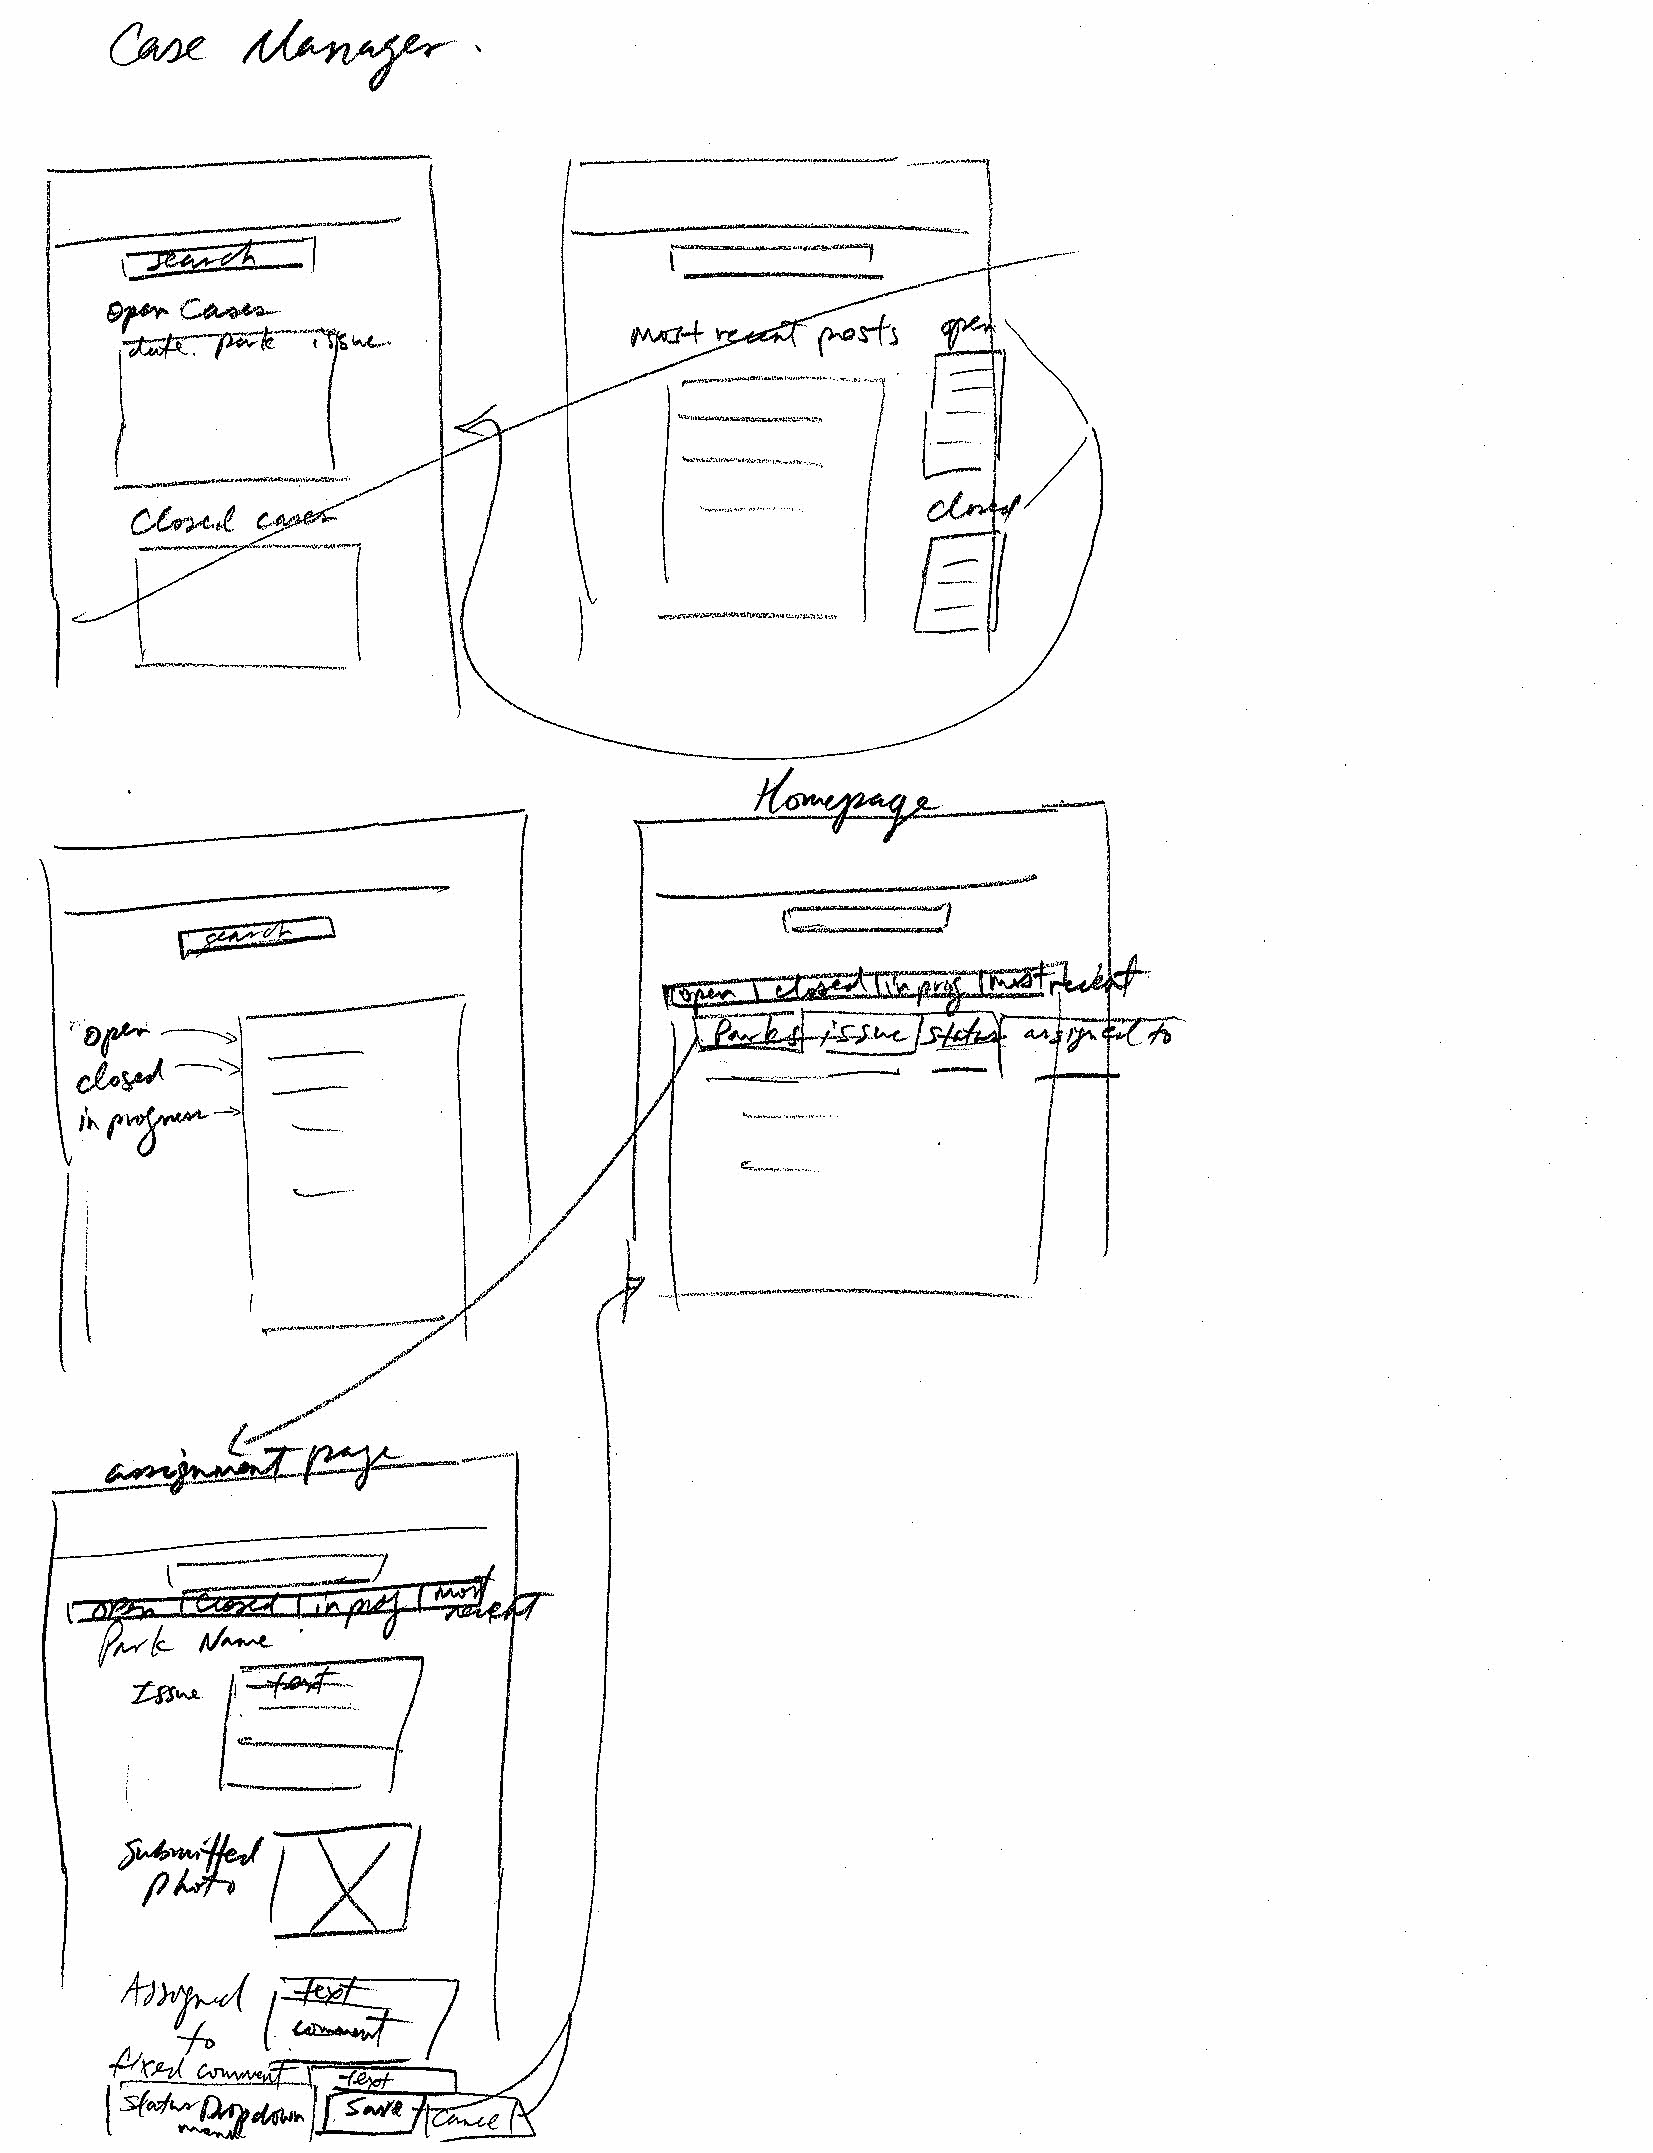 Case Manager.
search
open Cases
date. park issue
Closed cases
most recent posts
open
closed
search
open
closed
in progress
Homepage
open | closed | in prog | most recent
Parks issue status assigned to
assignment page
open | closed | in prog | most
recent
Park Name
Issue text
Submitted
photo
Assigned text
to comment
fixed comment text
Status Dropdown
menu
Save Cancel